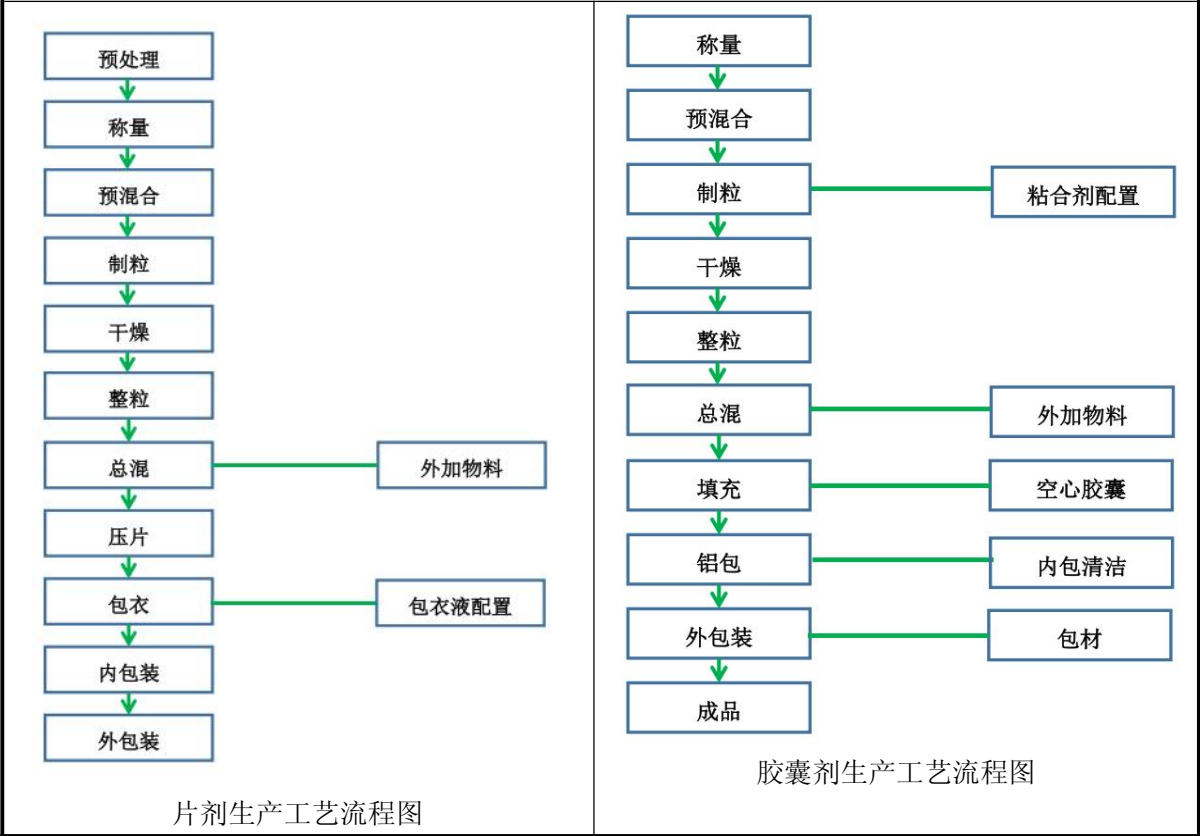 预处理
称量
预混合
制粒
干燥
整粒
总混
外加物料
压片
包衣
包衣液配置
内包装
外包装
片剂生产工艺流程图
称量
预混合
制粒
粘合剂配置
干燥
整粒
总混
外加物料
填充
空心胶囊
铝包
内包清洁
外包装
包材
成品
胶囊剂生产工艺流程图